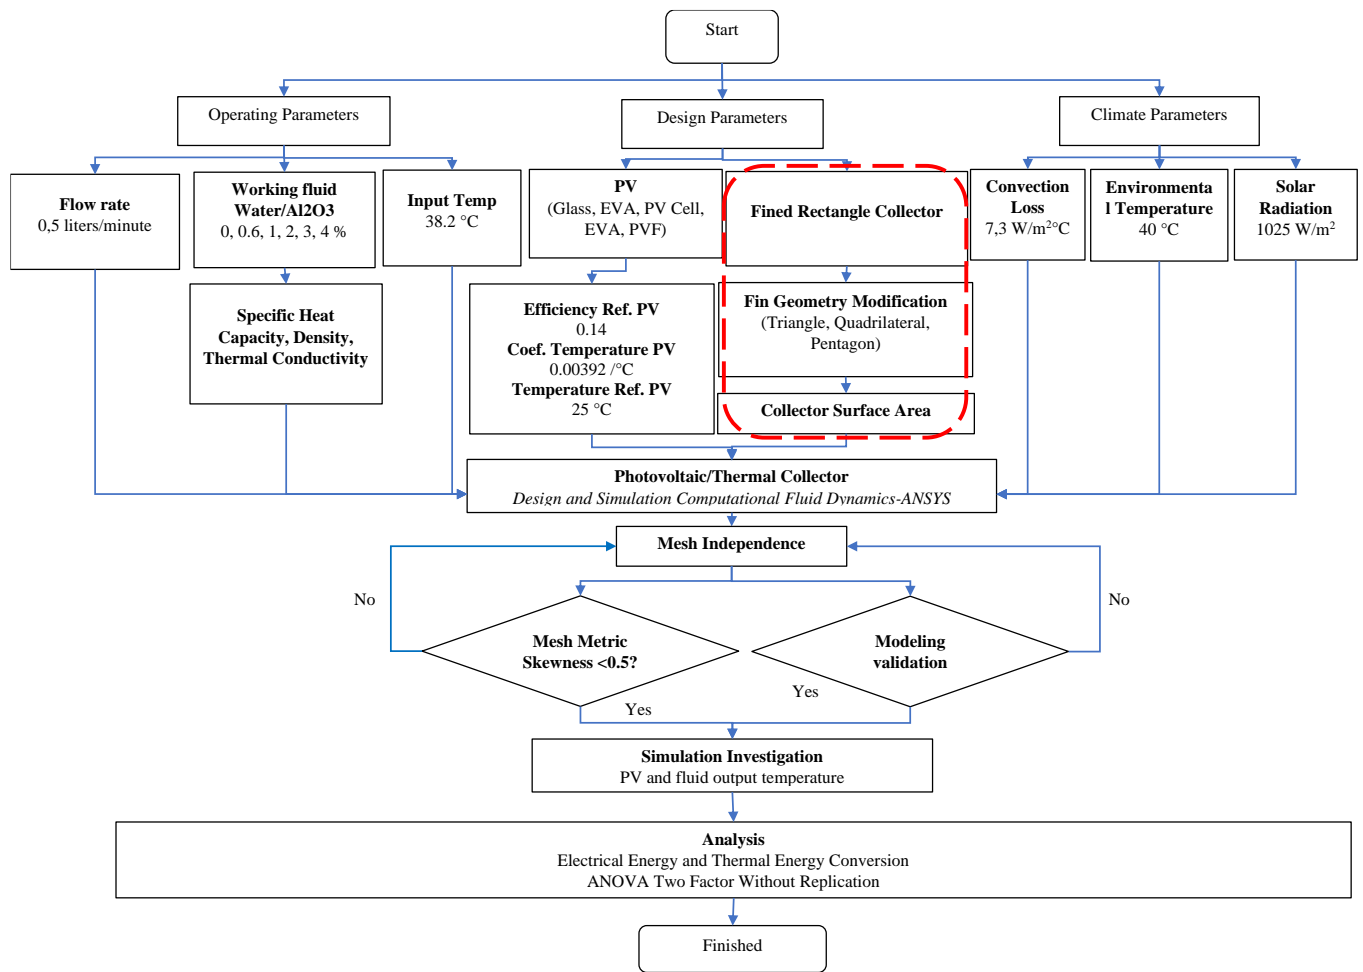 Start
Operating Parameters
Design Parameters
Climate Parameters
Flow rate
0,5 liters/minute
Working fluid
Water/Al2O3
0, 0.6, 1, 2, 3, 4 %
Input Temp
38.2 °C
PV
(Glass, EVA, PV Cell,
EVA, PVF)
Fined Rectangle Collector
Convection
Loss
7,3 W/m²°C
Environmenta
l Temperature
40 °C
Solar
Radiation
1025 W/m²
Specific Heat
Capacity, Density,
Thermal Conductivity
Efficiency Ref. PV
0.14
Coef. Temperature PV
0.00392 /°C
Temperature Ref. PV
25 °C
Fin Geometry Modification
(Triangle, Quadrilateral,
Pentagon)
Collector Surface Area
Photovoltaic/Thermal Collector
Design and Simulation Computational Fluid Dynamics-ANSYS
Mesh Independence
No
No
Mesh Metric
Skewness <0.5?
Modeling
validation
Yes
Yes
Simulation Investigation
PV and fluid output temperature
Analysis
Electrical Energy and Thermal Energy Conversion
ANOVA Two Factor Without Replication
Finished